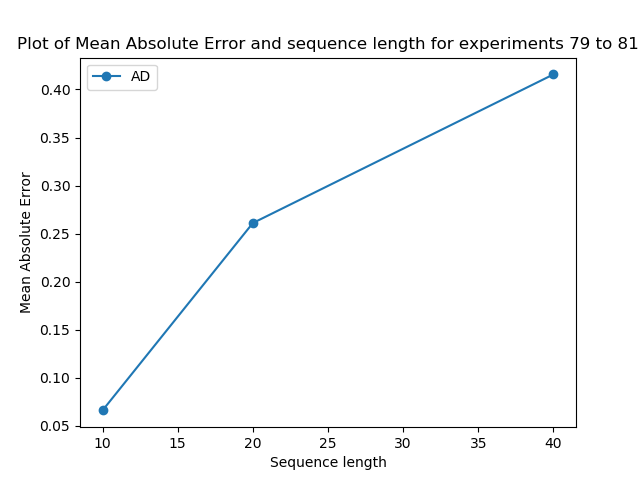 Plot of Mean Absolute Error and sequence length for experiments 79 to 81
AD
0.40
0.35
0.30
0.25
0.20
0.15
0.10
0.05
Mean Absolute Error
10 15 20 25 30 35 40
Sequence length